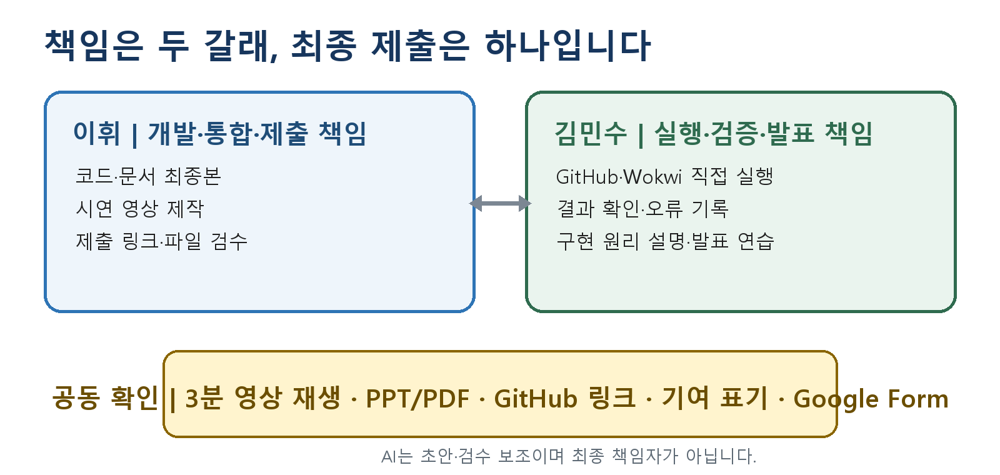 책임은 두 갈래, 최종 제출은 하나입니다
이휘 | 개발·통합·제출 책임
코드·문서 최종본
시연 영상 제작
제출 링크·파일 검수
김민수 | 실행·검증·발표 책임
GitHub·Wokwi 직접 실행
결과 확인·오류 기록
구현 원리 설명·발표 연습
공동 확인 | 3분 영상 재생 · PPT/PDF · GitHub 링크 · 기여 표기 · Google Form
AI는 초안·검수 보조이며 최종 책임자가 아닙니다.